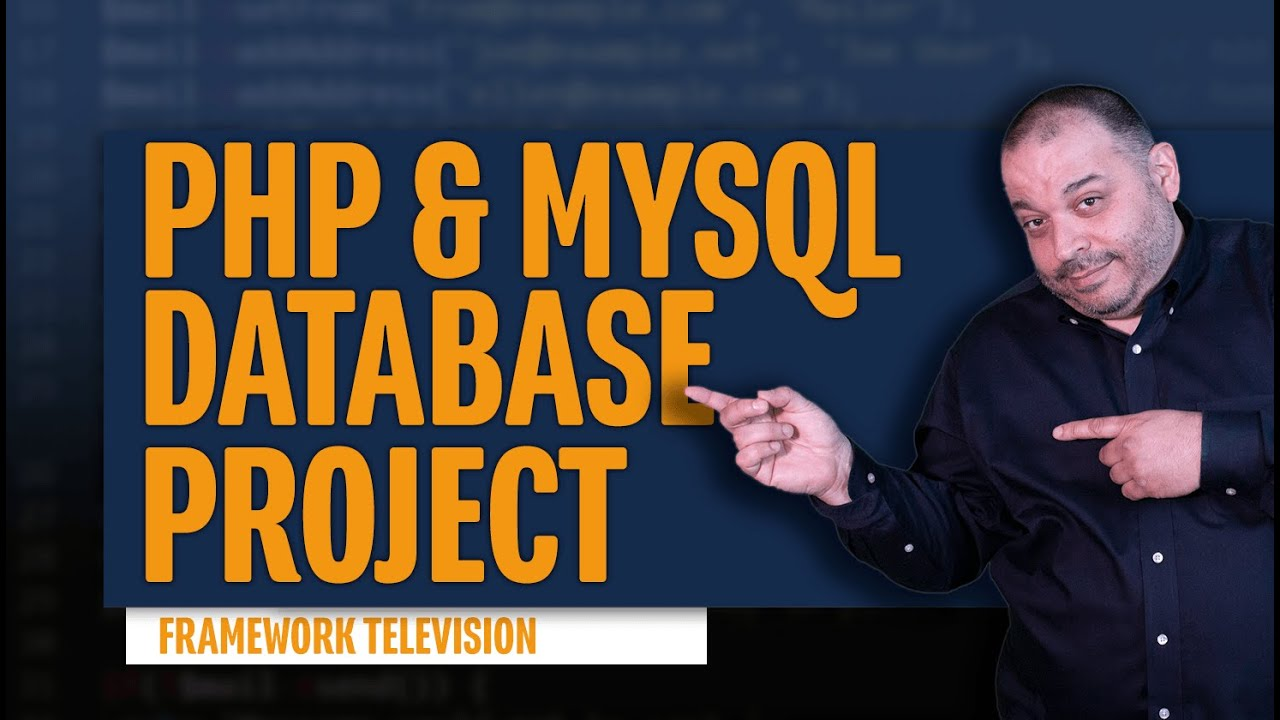 PHP & MYSQL
DATABASE
PROJECT
FRAMEWORK TELEVISION